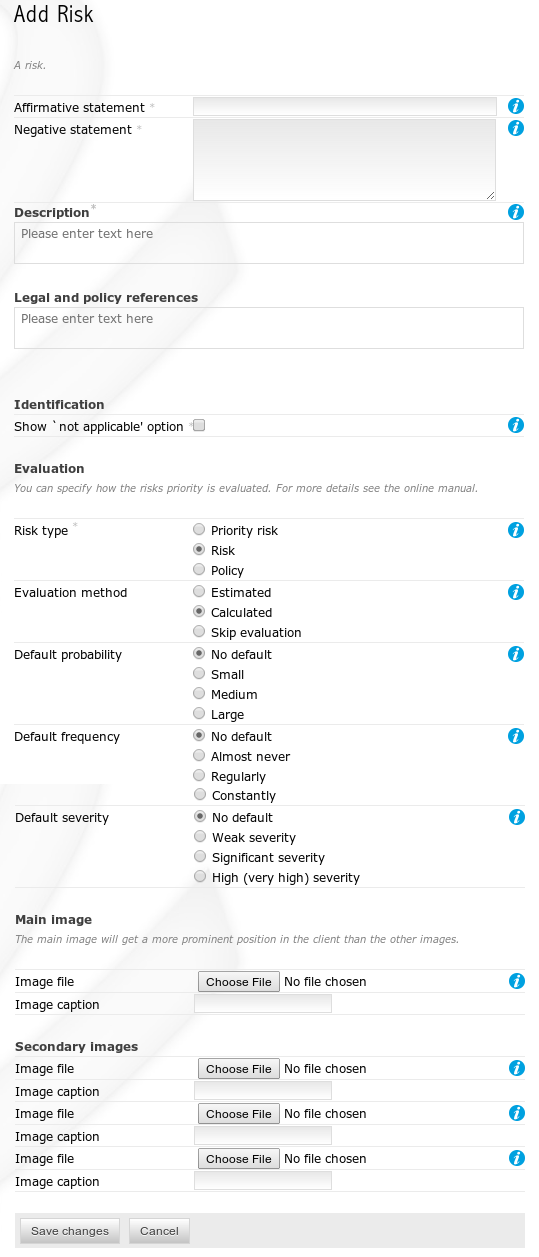 Add Risk
A risk.
Affirmative statement *
Negative statement *
Description *
Please enter text here
Legal and policy references
Please enter text here
Identification
Show `not applicable' option *
Evaluation
You can specify how the risks priority is evaluated. For more details see the online manual.
Risk type *
Priority risk
Risk
Policy
Evaluation method
Estimated
Calculated
Skip evaluation
Default probability
No default
Small
Medium
Large
Default frequency
No default
Almost never
Regularly
Constantly
Default severity
No default
Weak severity
Significant severity
High (very high) severity
Main image
The main image will get a more prominent position in the client than the other images.
Image file Choose File No file chosen
Image caption
Secondary images
Image file Choose File No file chosen
Image caption
Image file Choose File No file chosen
Image caption
Image file Choose File No file chosen
Image caption
Save changes Cancel